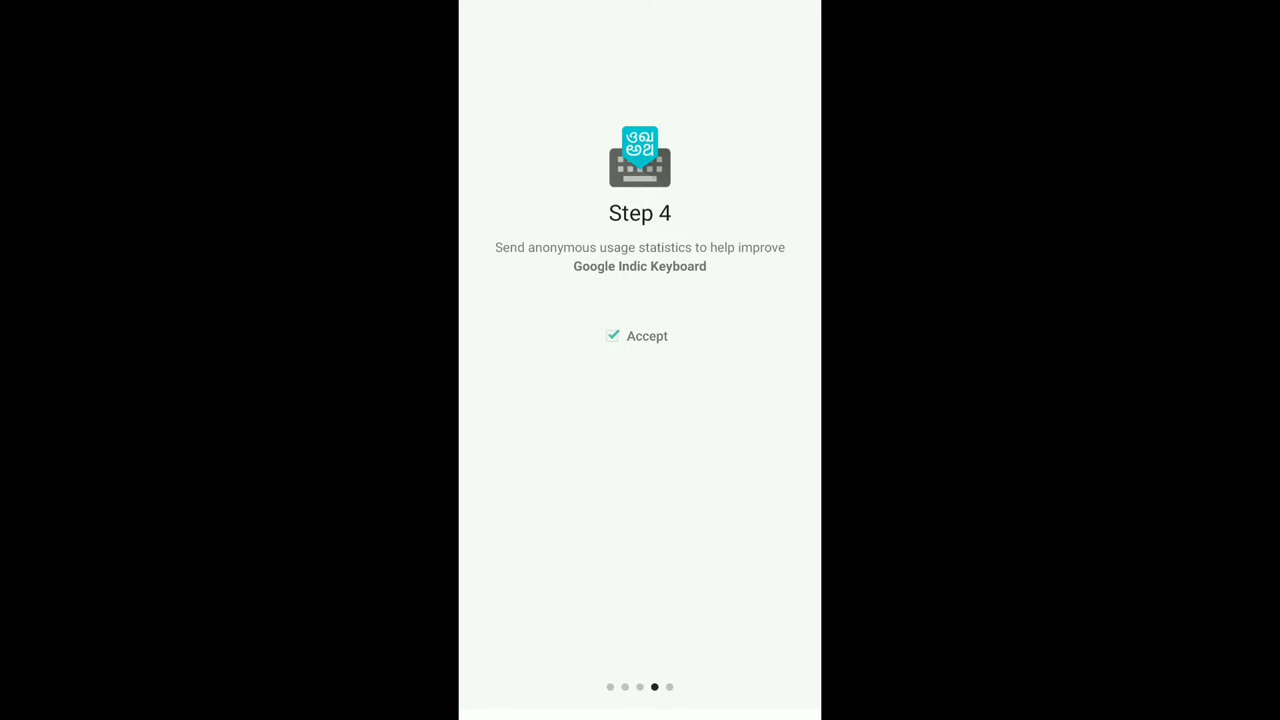 Step 4
Send anonymous usage statistics to help improve
Google Indic Keyboard
Accept